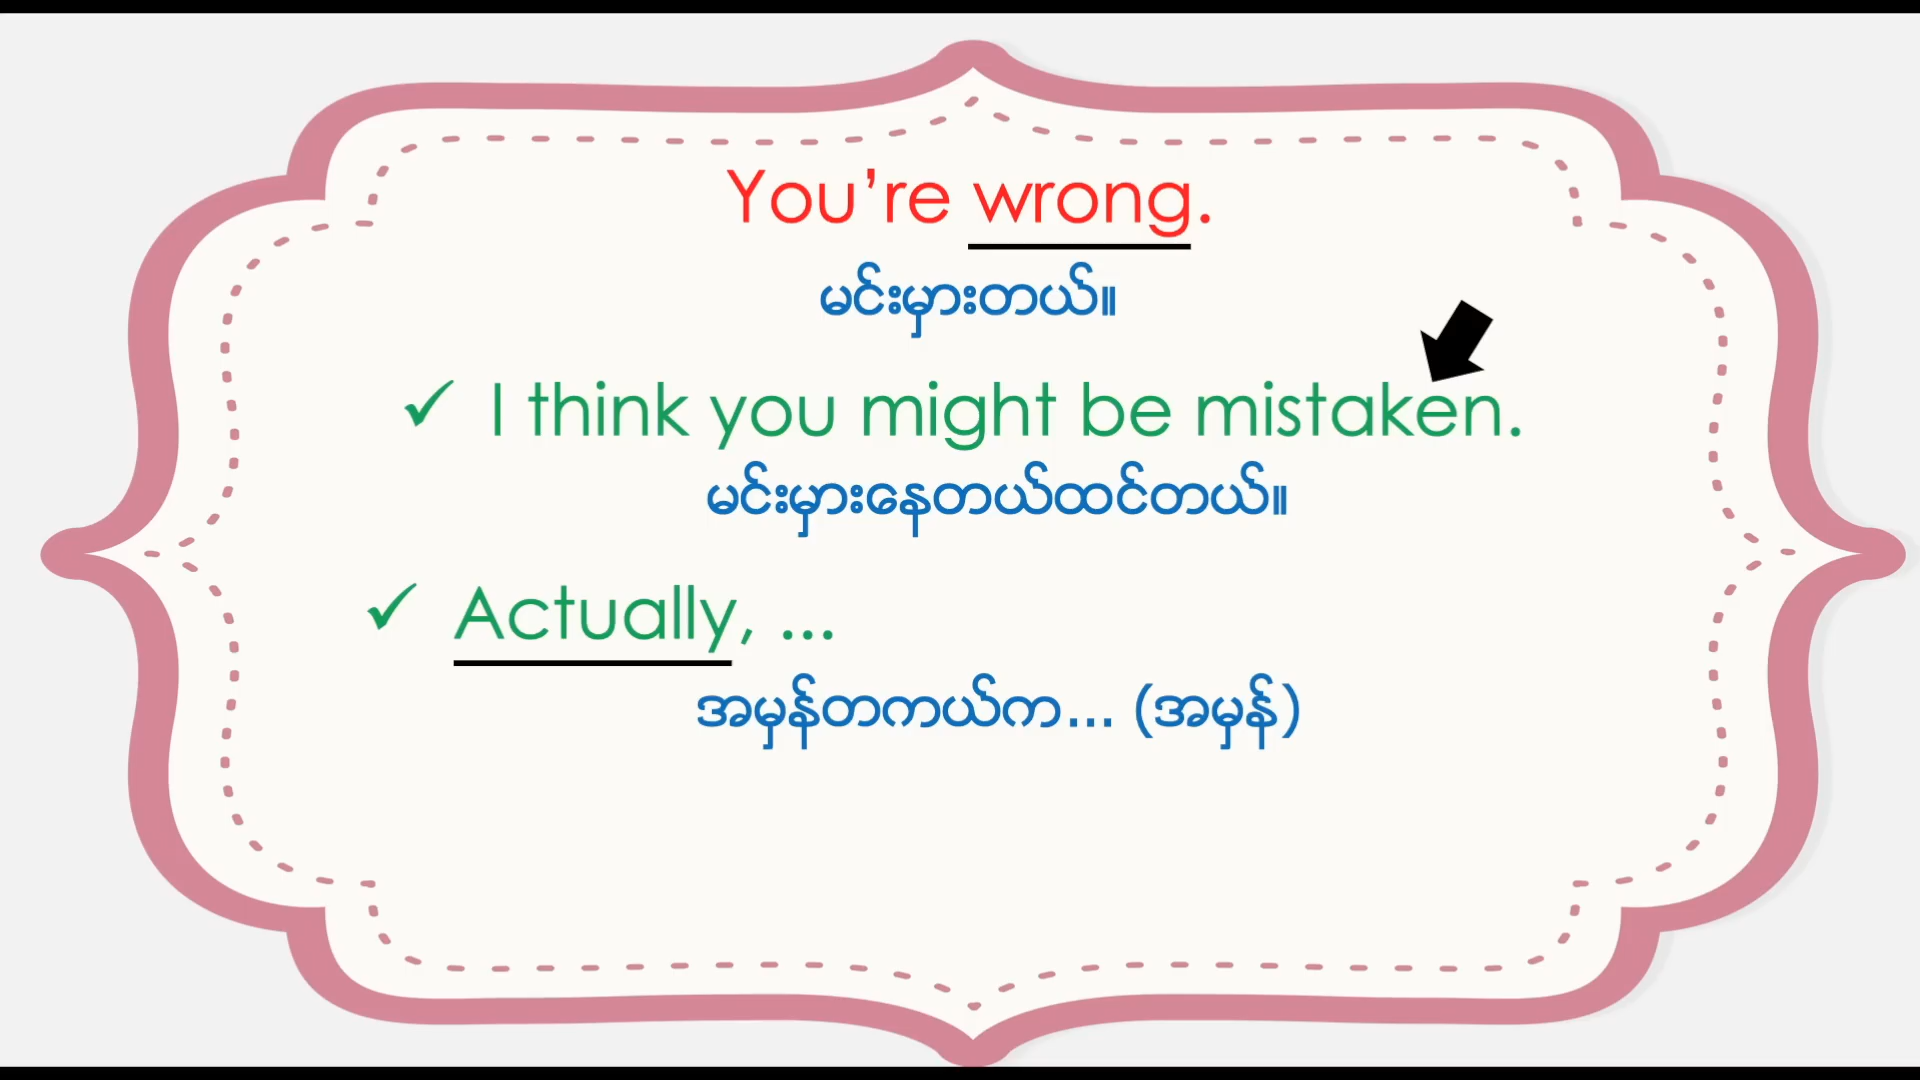 You’re wrong.
မင်းမှားတယ်။
✓ I think you might be mistaken.
မင်းမှားနေတယ်ထင်တယ်။
✓ Actually, ...
အမှန်တကယ်က... (အမှန်)